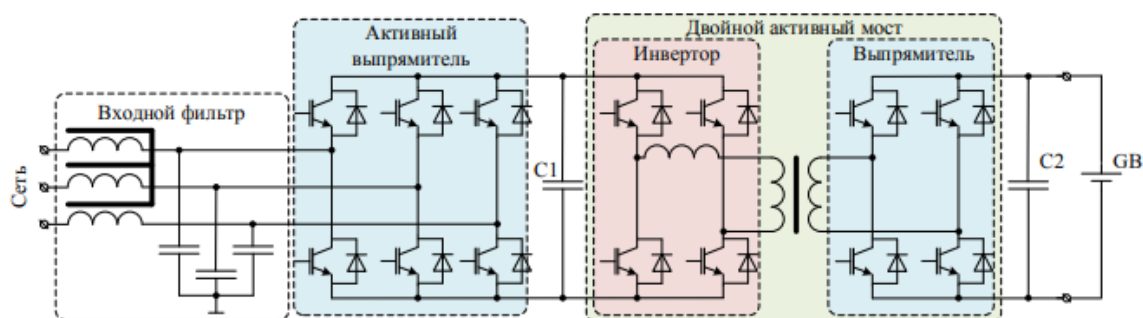 Двойной активный мост
Активный
выпрямитель
Инвертор
Выпрямитель
Входной фильтр
Сеть
C1
C2
GB